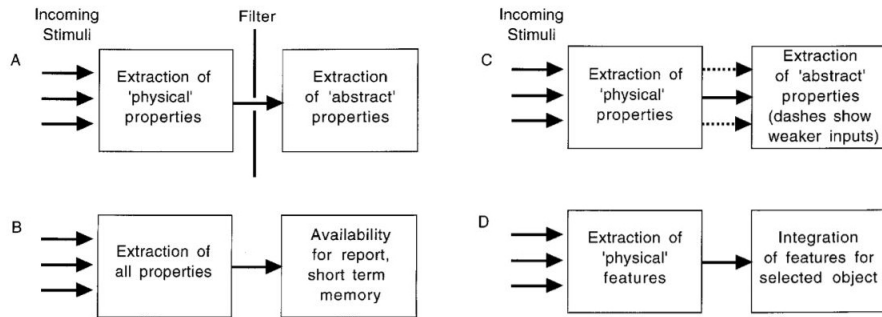 Incoming
Stimuli
Filter
A
Extraction of
'physical'
properties
Extraction
of 'abstract'
properties
B
Extraction of
all properties
Availability
for report,
short term
memory
Incoming
Stimuli
C
Extraction of
'physical'
properties
Extraction
of 'abstract'
properties
(dashes show
weaker inputs)
D
Extraction of
'physical'
features
Integration
of features for
selected object